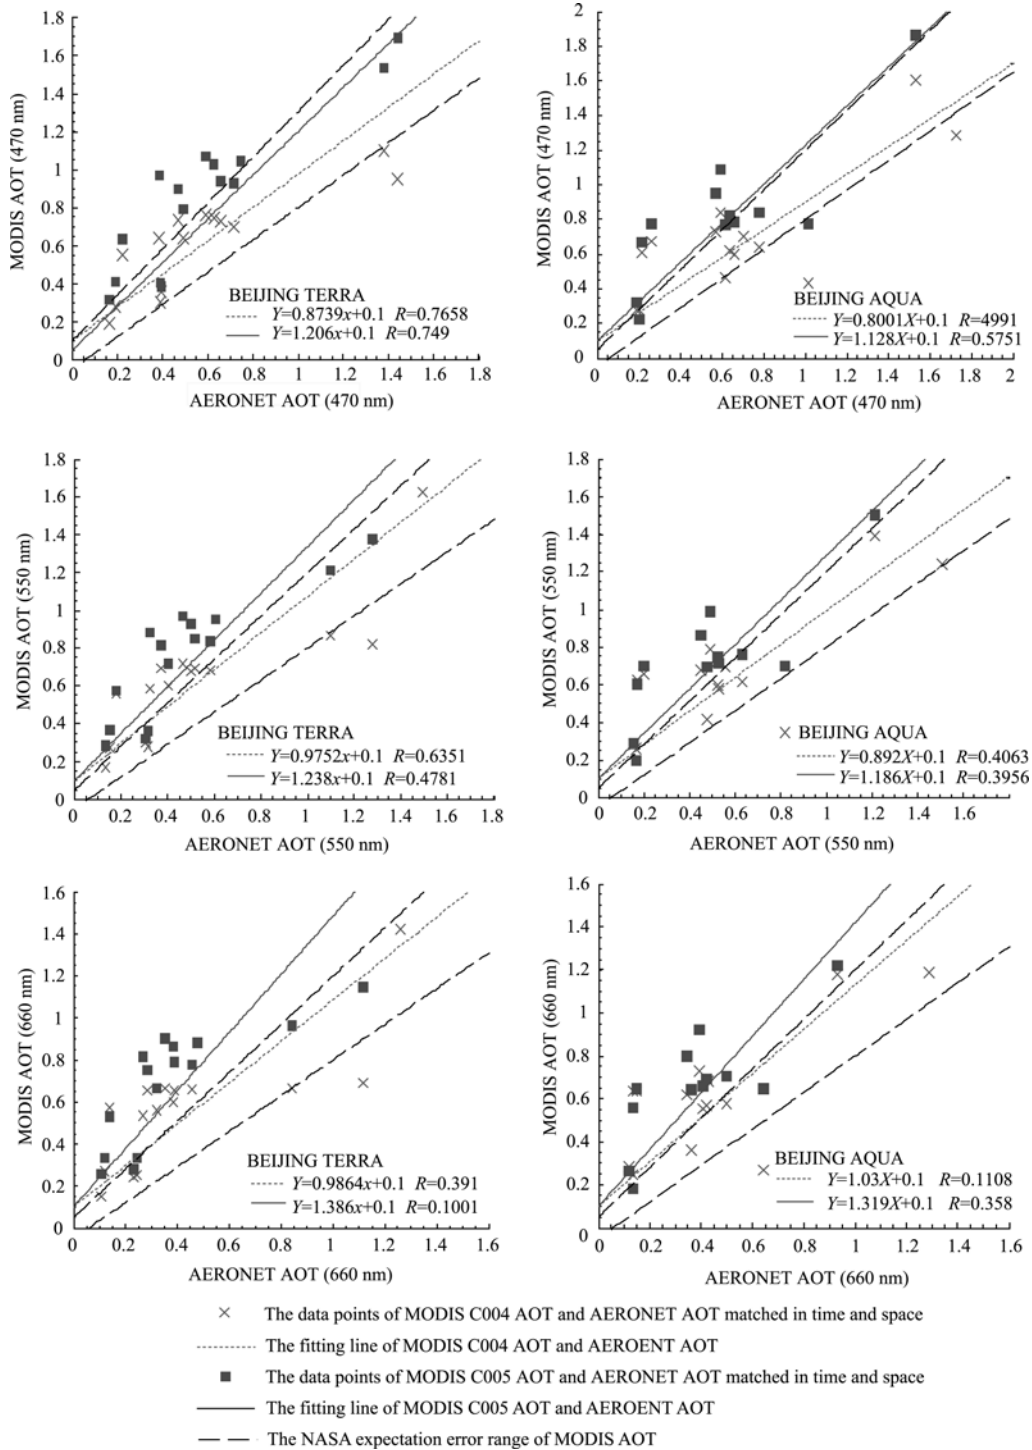 1.8
1.6
1.4
1.2
1
0.8
0.6
0.4
0.2
0
MODIS AOT (470 nm)
BEIJING TERRA
Y=0.8739x+0.1 R=0.7658
Y=1.206x+0.1 R=0.749
0.2 0.4 0.6 0.8 1 1.2 1.4 1.6 1.8
AERONET AOT (470 nm)
2
1.8
1.6
1.4
1.2
1
0.8
0.6
0.4
0.2
0
MODIS AOT (470 nm)
BEIJING AQUA
Y=0.8001X+0.1 R=4991
Y=1.128X+0.1 R=0.5751
0 0.2 0.4 0.6 0.8 1 1.2 1.4 1.6 1.8 2
AERONET AOT (470 nm)
1.8
1.6
1.4
1.2
1
0.8
0.6
0.4
0.2
0
MODIS AOT (550 nm)
BEIJING TERRA
Y=0.9752x+0.1 R=0.6351
Y=1.238x+0.1 R=0.4781
0 0.2 0.4 0.6 0.8 1 1.2 1.4 1.6 1.8
AERONET AOT (550 nm)
1.8
1.6
1.4
1.2
1
0.8
0.6
0.4
0.2
0
MODIS AOT (550 nm)
BEIJING AQUA
Y=0.892X+0.1 R=0.4063
Y=1.186X+0.1 R=0.3956
0 0.2 0.4 0.6 0.8 1 1.2 1.4 1.6 1.8
AERONET AOT (550 nm)
1.6
1.4
1.2
1
0.8
0.6
0.4
0.2
0
MODIS AOT (660 nm)
BEIJING TERRA
Y=0.9864x+0.1 R=0.391
Y=1.386x+0.1 R=0.1001
0 0.2 0.4 0.6 0.8 1 1.2 1.4 1.6
AERONET AOT (660 nm)
1.6
1.4
1.2
1
0.8
0.6
0.4
0.2
0
MODIS AOT (660 nm)
BEIJING AQUA
Y=1.03X+0.1 R=0.1108
Y=1.319X+0.1 R=0.358
0 0.2 0.4 0.6 0.8 1 1.2 1.4 1.6
AERONET AOT (660 nm)
The data points of MODIS C004 AOT and AERONET AOT matched in time and space
The fitting line of MODIS C004 AOT and AEROENT AOT
The data points of MODIS C005 AOT and AERONET AOT matched in time and space
The fitting line of MODIS C005 AOT and AEROENT AOT
The NASA expectation error range of MODIS AOT